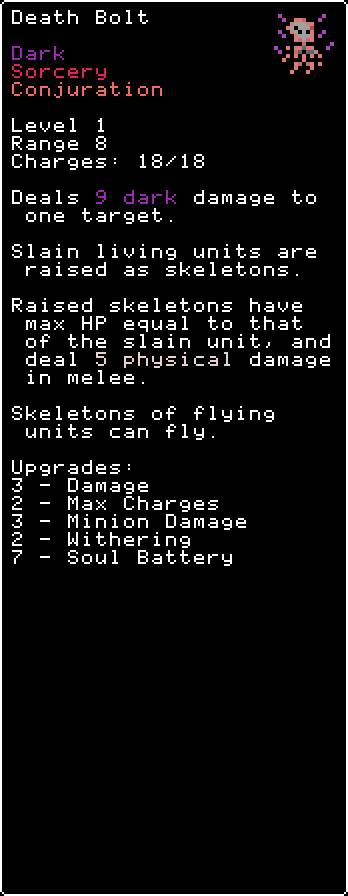 Death Bolt
Dark
Sorcery
Conjuration
Level 1
Range 8
Charges: 18/18
Deals 9 dark damage to
one target.
Slain living units are
raised as skeletons.
Raised skeletons have
max HP equal to that
of the slain unit, and
deal 5 physical damage
in melee.
Skeletons of flying
units can fly.
Upgrades:
3 - Damage
2 - Max Charges
3 - Minion Damage
2 - Withering
7 - Soul Battery